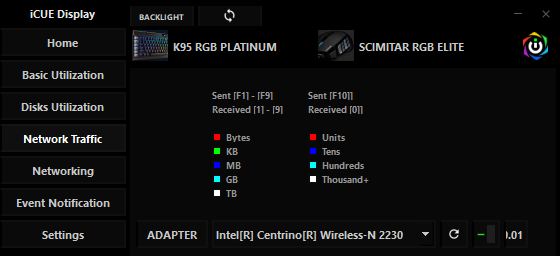 iCUE Display
BACKLIGHT
Home
K95 RGB PLATINUM
SCIMITAR RGB ELITE
Basic Utilization
Disks Utilization
Network Traffic
Networking
Event Notification
Settings
Sent [F1] - [F9]
Received [1] - [9]
Bytes
KB
MB
GB
TB
Sent [F10]]
Received [0]]
Units
Tens
Hundreds
Thousand+
ADAPTER
Intel[R] Centrino[R] Wireless-N 2230
0.01